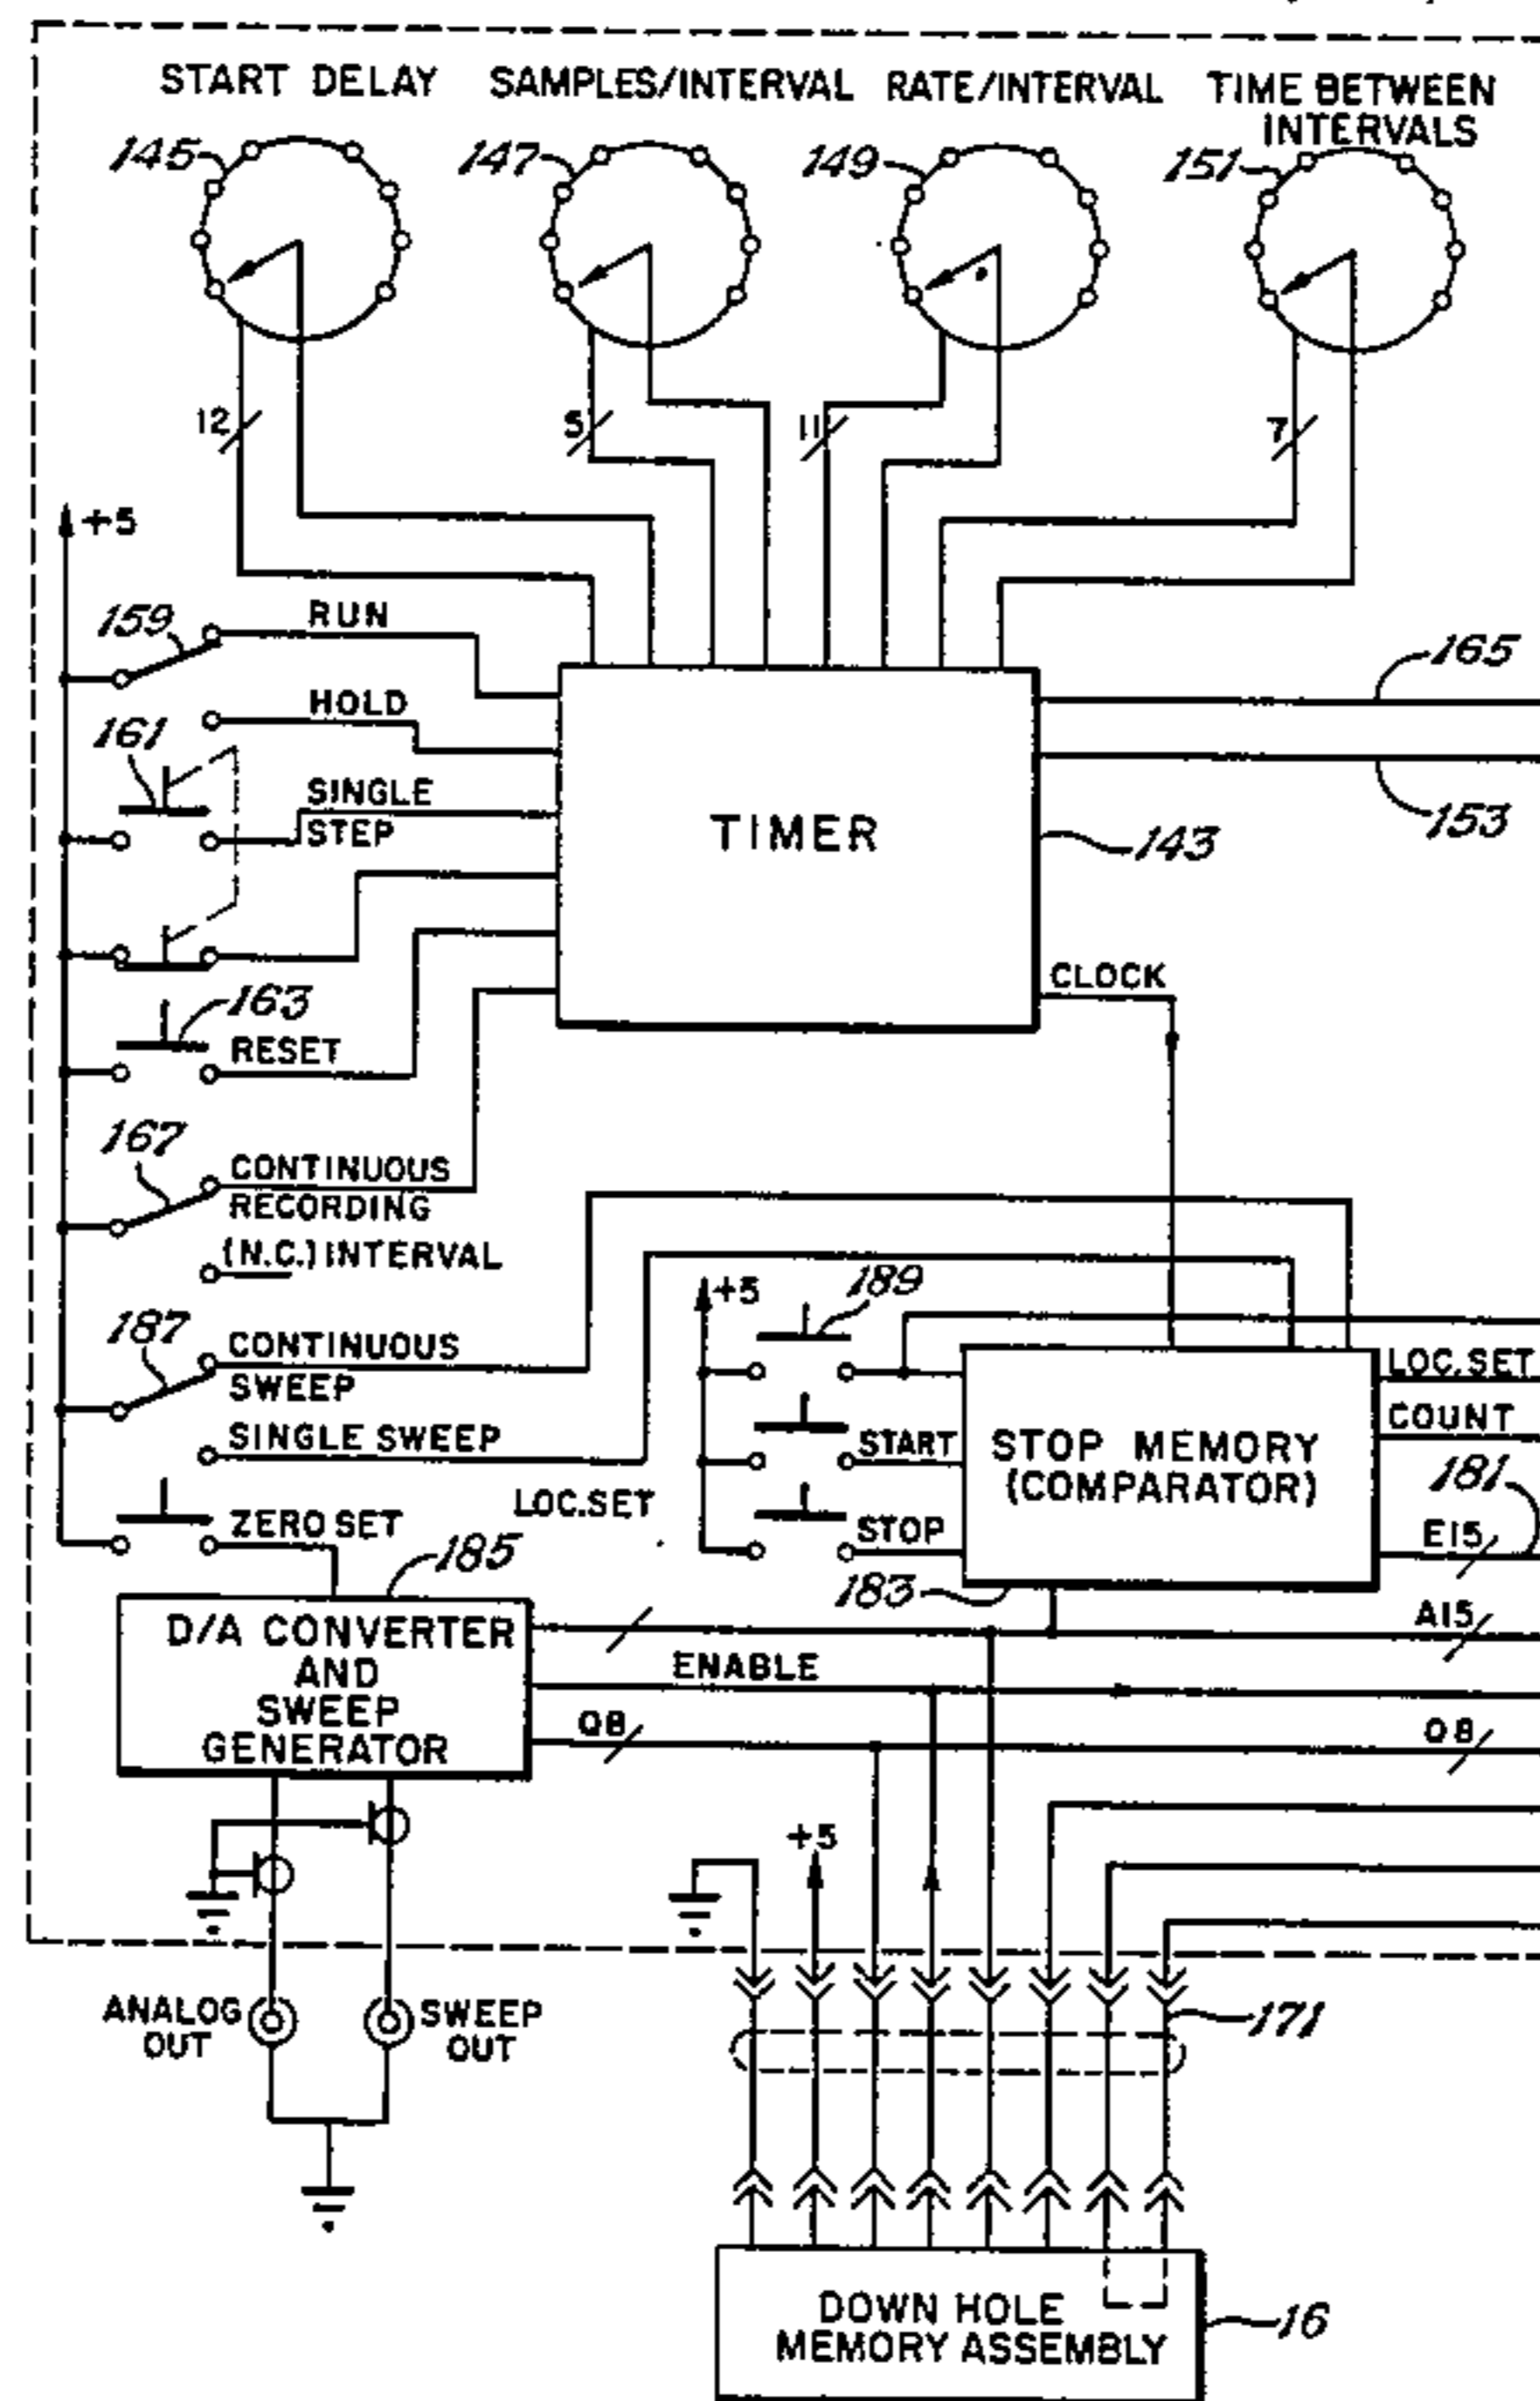 START DELAY SAMPLES/INTERVAL RATE/INTERVAL TIME BETWEEN
INTERVALS
145 147 149 151
12 5 11 7
+5
159 RUN
165
HOLD
161
SINGLE
STEP
TIMER
153
143
163
CLOCK
RESET
167
CONTINUOUS
RECORDING
(N.C.) INTERVAL
+5 189
187
CONTINUOUS
SWEEP
LOC.SET
COUNT
SINGLE SWEEP
START
STOP MEMORY
(COMPARATOR)
181
LOC.SET
ZERO SET
STOP
E15
185
183
D/A CONVERTER
AND
SWEEP
GENERATOR
A15
ENABLE
Q8
Q8
+5
ANALOG
OUT
SWEEP
OUT
171
DOWN HOLE
MEMORY ASSEMBLY
16